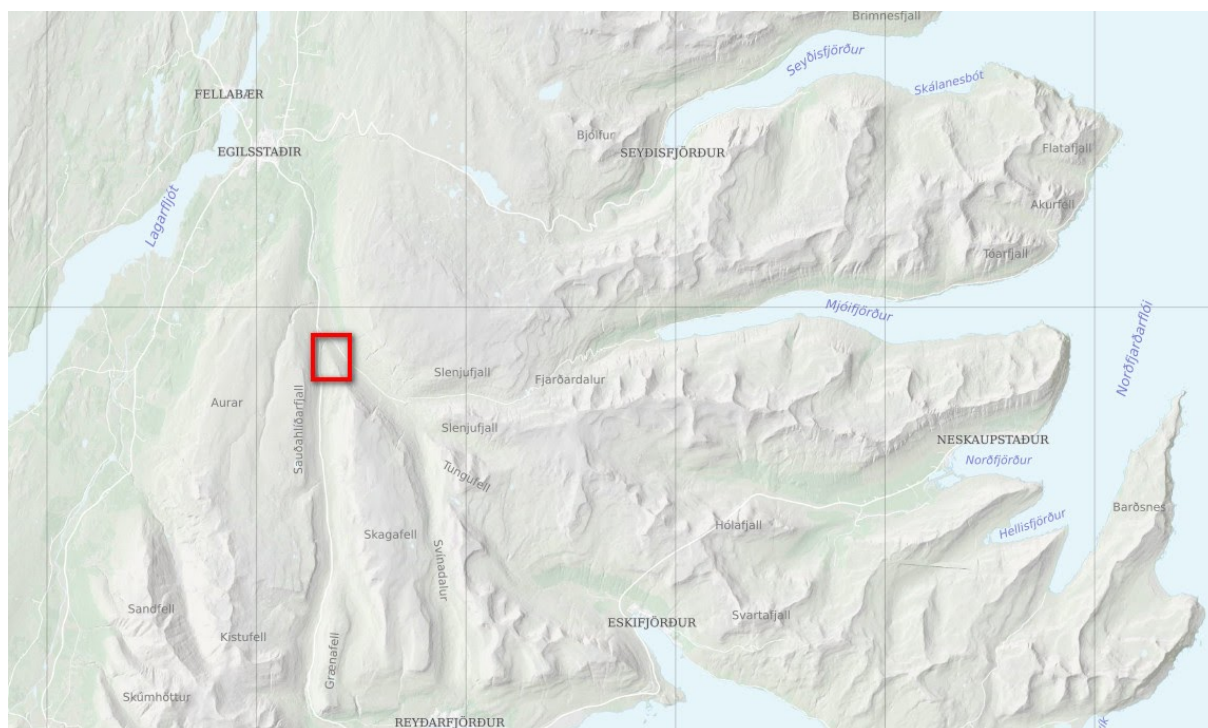 Brimnesfjall
Seyðisfjörður
Skálanesbót
FELLABÆR
Bjólfur
EGILSSTAÐIR
SEYÐISFJÖRÐUR
Flatafjall
Akurfell
Lagarfljót
Tóarfjall
Mjóifjörður
Norðfjarðarflói
Slenjufjall
Fjarðardalur
Aurar
Sauðahlíðarfjall
Slenjufjall
NESKAUPSTAÐUR
Norðfjörður
Tungufell
Barðsnes
Hellisfjörður
Hólafjall
Skagafell
Svínadalur
Sandfell
Svartafjall
ESKIFJÖRÐUR
Kistufell
Grænafell
Skúmhöttur
REYÐARFJÖRÐUR